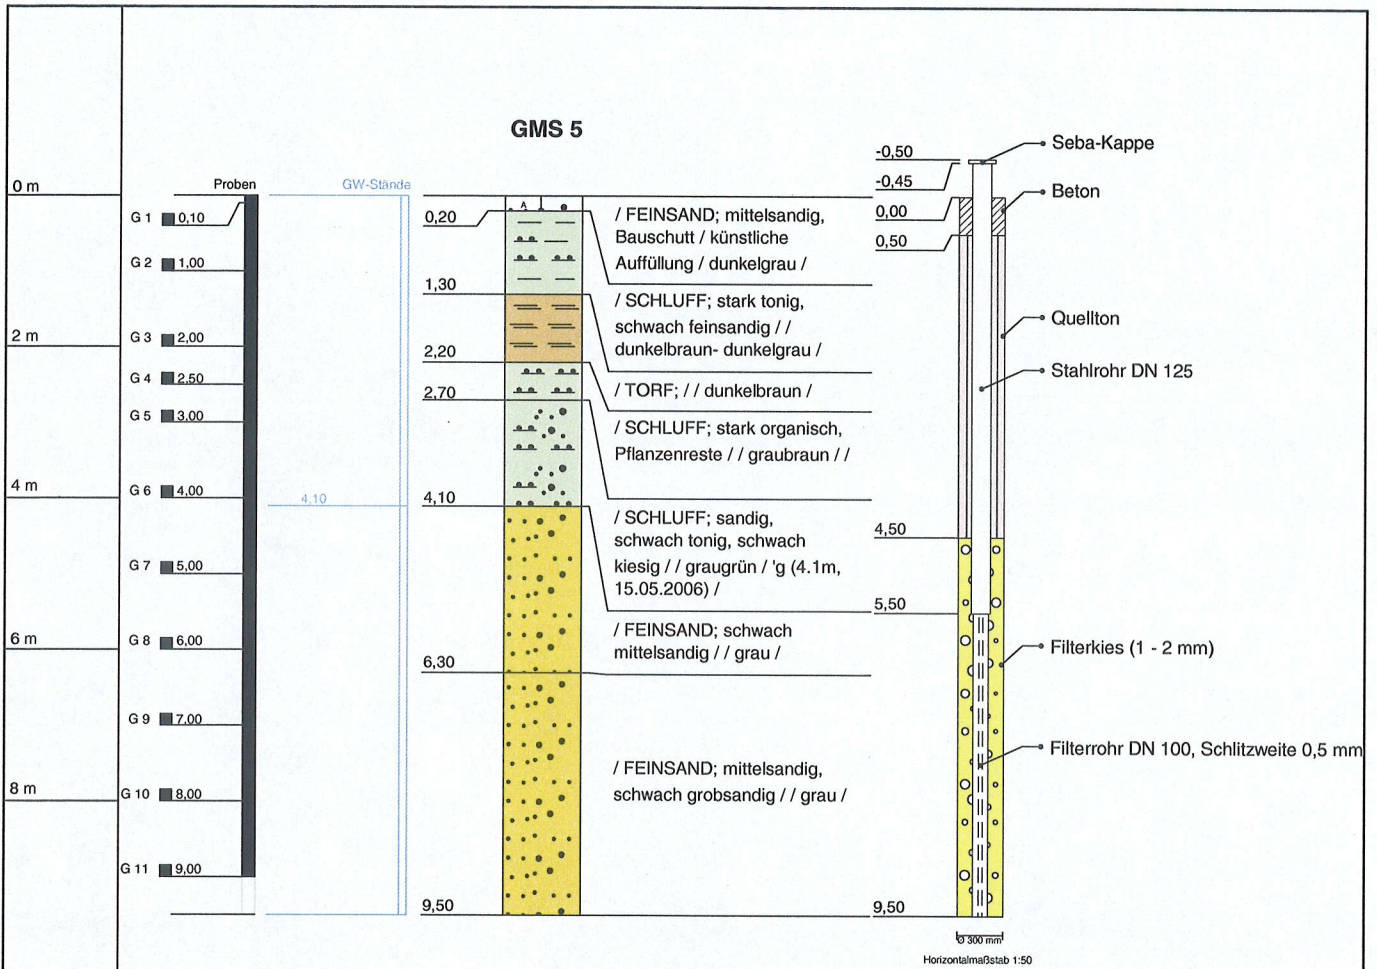 GMS 5
0 m
2 m
4 m
6 m
8 m
Proben
G 1 0,10
G 2 1,00
G 3 2,00
G 4 2.50
G 5 3,00
G 6 4,00
G 7 5,00
G 8 6,00
G 9 7,00
G 10 8,00
G 11 9,00
GW-Stände
4.10
A
0,20
1,30
2,20
2,70
4,10
6,30
9,50
/ FEINSAND; mittelsandig,
Bauschutt / künstliche
Auffüllung / dunkelgrau /
/ SCHLUFF; stark tonig,
schwach feinsandig / /
dunkelbraun- dunkelgrau /
/ TORF; / / dunkelbraun /
/ SCHLUFF; stark organisch,
Pflanzenreste / / graubraun / /
/ SCHLUFF; sandig,
schwach tonig, schwach
kiesig / / graugrün / 'g (4.1m,
15.05.2006) /
/ FEINSAND; schwach
mittelsandig / / grau /
/ FEINSAND; mittelsandig,
schwach grobsandig / / grau /
-0,50
-0,45
0,00
0,50
4,50
5,50
9,50
Seba-Kappe
Beton
Quellton
Stahlrohr DN 125
Filterkies (1 - 2 mm)
Filterrohr DN 100, Schlitzweite 0,5 mm
Ø 300 mm
Horizontalmaßstab 1:50